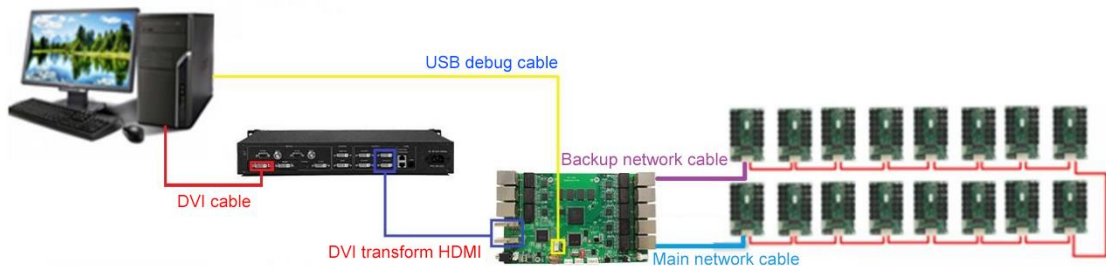 USB debug cable
Backup network cable
DVI cable
DVI transform HDMI
Main network cable